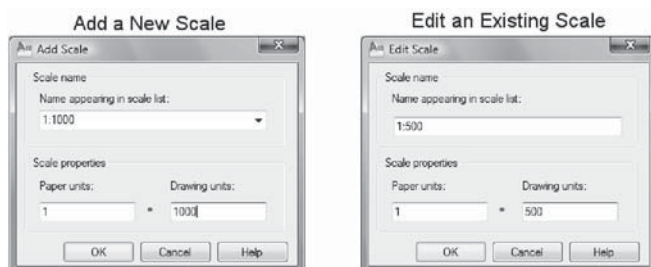 Add a New Scale
Add Scale
Scale name
Name appearing in scale list:
1:1000
Scale properties
Paper units:
Drawing units:
1
=
1000
OK
Cancel
Help
Edit an Existing Scale
Edit Scale
Scale name
Name appearing in scale list:
1:500
Scale properties
Paper units:
Drawing units:
1
=
500
OK
Cancel
Help